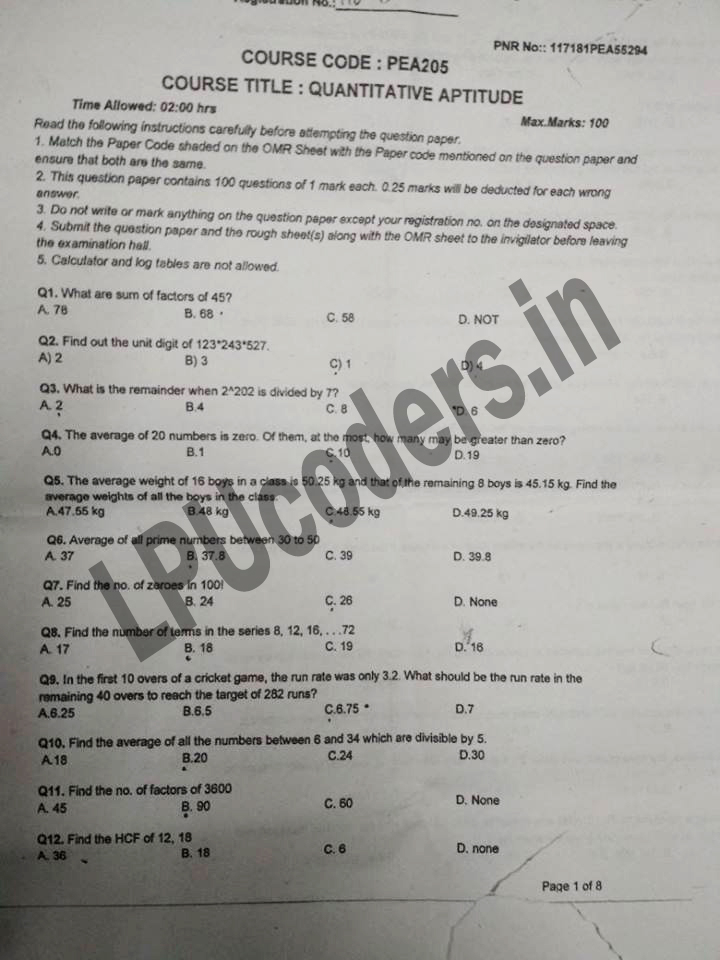 Registration No.:
PNR No:: 117181PEA55294
COURSE CODE : PEA205
COURSE TITLE : QUANTITATIVE APTITUDE
Time Allowed: 02:00 hrs
Max.Marks: 100
Read the following instructions carefully before attempting the question paper.
1. Match the Paper Code shaded on the OMR Sheet with the Paper code mentioned on the question paper and
ensure that both are the same.
2. This question paper contains 100 questions of 1 mark each. 0.25 marks will be deducted for each wrong
answer.
3. Do not write or mark anything on the question paper except your registration no. on the designated space.
4. Submit the question paper and the rough sheet(s) along with the OMR sheet to the invigilator before leaving
the examination hall.
5. Calculator and log tables are not allowed.
Q1. What are sum of factors of 45?
A. 78 B. 68 C. 58 D. NOT
Q2. Find out the unit digit of 123*243*527.
A) 2 B) 3 C) 1 D) 4
Q3. What is the remainder when 2^202 is divided by 7?
A. 2 B.4 C. 8 D. 6
Q4. The average of 20 numbers is zero. Of them, at the most, how many may be greater than zero?
A.0 B.1 C.10 D.19
Q5. The average weight of 16 boys in a class is 50.25 kg and that of the remaining 8 boys is 45.15 kg. Find the
average weights of all the boys in the class.
A.47.55 kg B.48 kg C.48.55 kg D.49.25 kg
Q6. Average of all prime numbers between 30 to 50
A. 37 B. 37.8 C. 39 D. 39.8
Q7. Find the no. of zeroes in 100!
A. 25 B. 24 C. 26 D. None
Q8. Find the number of terms in the series 8, 12, 16, . . .72
A. 17 B. 18 C. 19 D. 16
Q9. In the first 10 overs of a cricket game, the run rate was only 3.2. What should be the run rate in the
remaining 40 overs to reach the target of 282 runs?
A.6.25 B.6.5 C.6.75 D.7
Q10. Find the average of all the numbers between 6 and 34 which are divisible by 5.
A.18 B.20 C.24 D.30
Q11. Find the no. of factors of 3600
A. 45 B. 90 C. 60 D. None
Q12. Find the HCF of 12, 18
A. 36 B. 18 C. 6 D. none
Page 1 of 8
LPUcoders.in